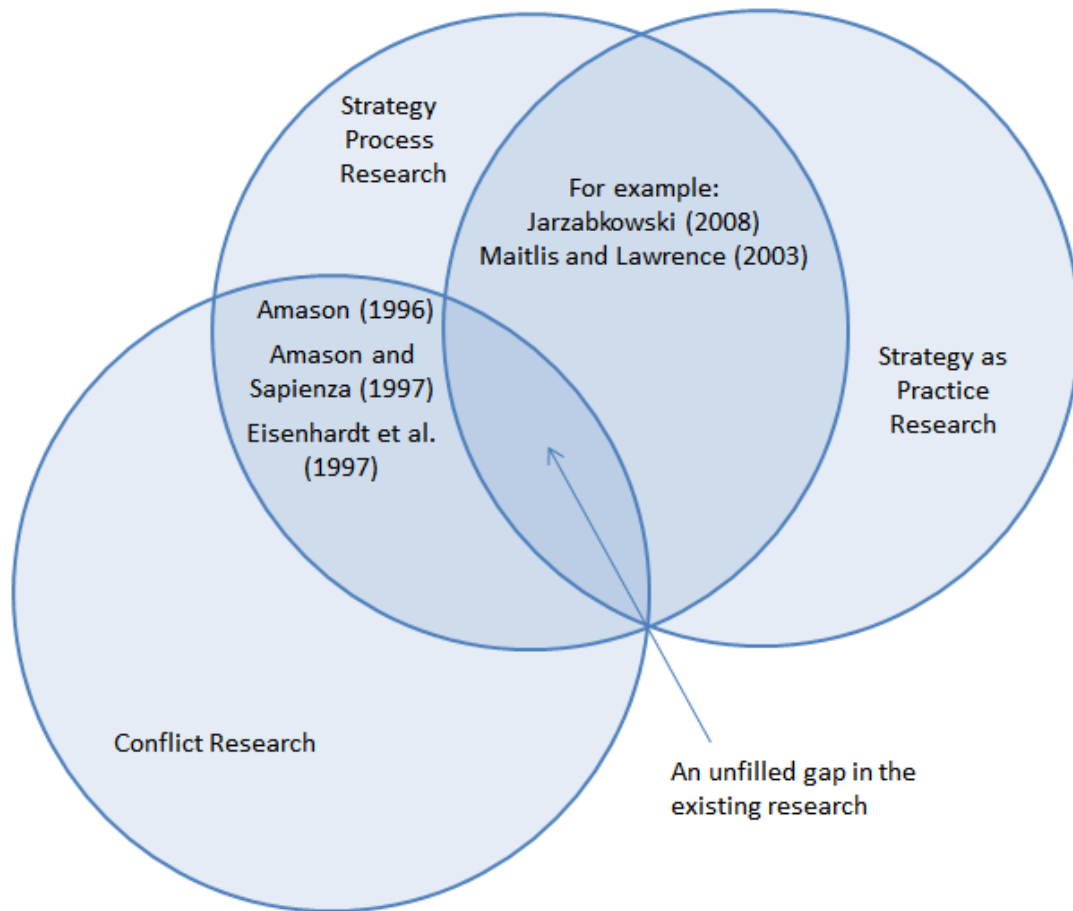 Strategy
Process
Research
For example:
Jarzabkowski (2008)
Maitlis and Lawrence (2003)
Amason (1996)
Amason and
Sapienza (1997)
Eisenhardt et al.
(1997)
Strategy as
Practice
Research
Conflict Research
An unfilled gap in the
existing research